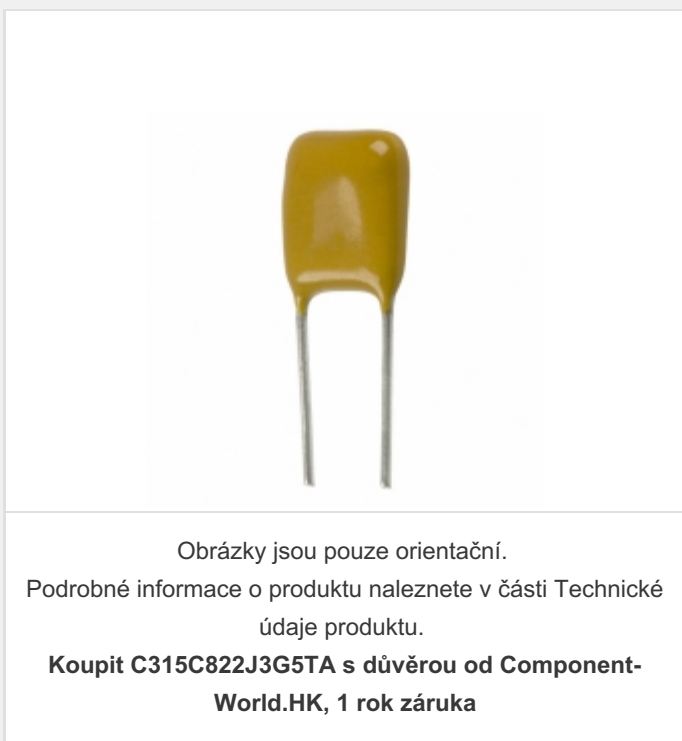 Obrázky jsou pouze orientační.
Podrobné informace o produktu naleznete v části Technické
údaje produktu.
Koupit C315C822J3G5TA s důvěrou od Component-
World.HK, 1 rok záruka